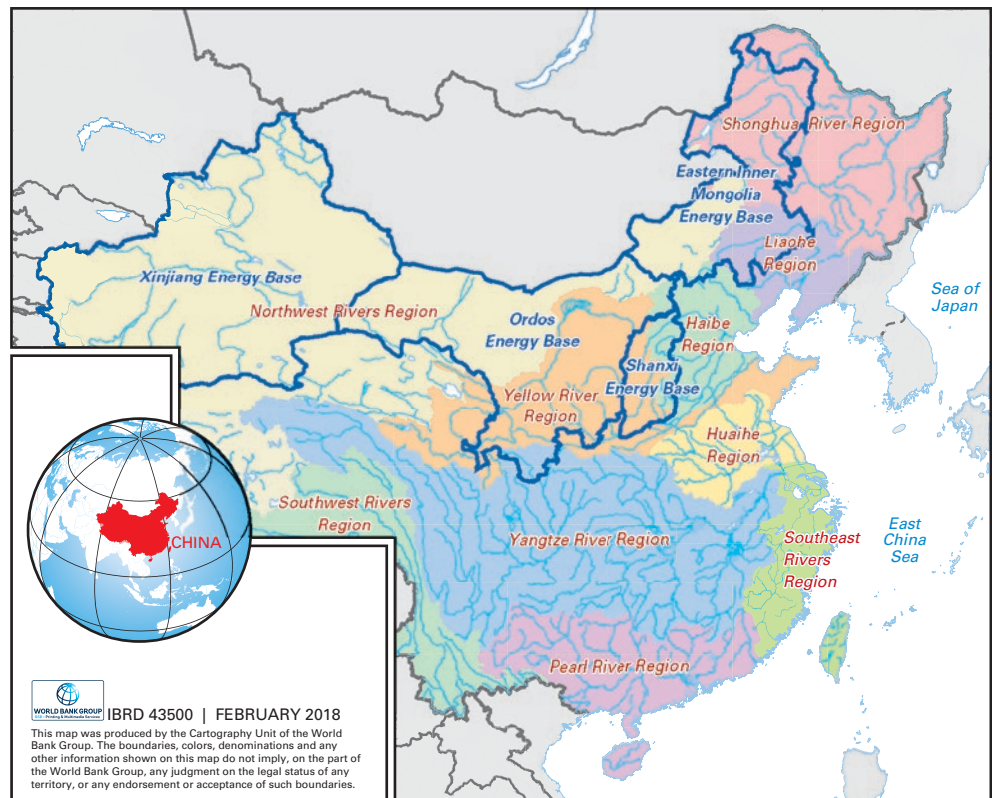 Shonghua River Region
Eastern Inner
Mongolia
Energy Base
Liaohe
Region
Sea of
Japan
Xinjiang Energy Base
Northwest Rivers Region
Ordos
Energy Base
Haibe
Region
Shanxi
Energy Base
Yellow River
Region
Huaihe
Region
Southwest Rivers
Region
Yangtze River Region
Southeast
Rivers
Region
East
China
Sea
CHINA
Pearl River Region
WORLD BANK GROUP
IBRD 43500 | FEBRUARY 2018
This map was produced by the Cartography Unit of the World
Bank Group. The boundaries, colors, denominations and any
other information shown on this map do not imply, on the part of
the World Bank Group, any judgment on the legal status of any
territory, or any endorsement or acceptance of such boundaries.